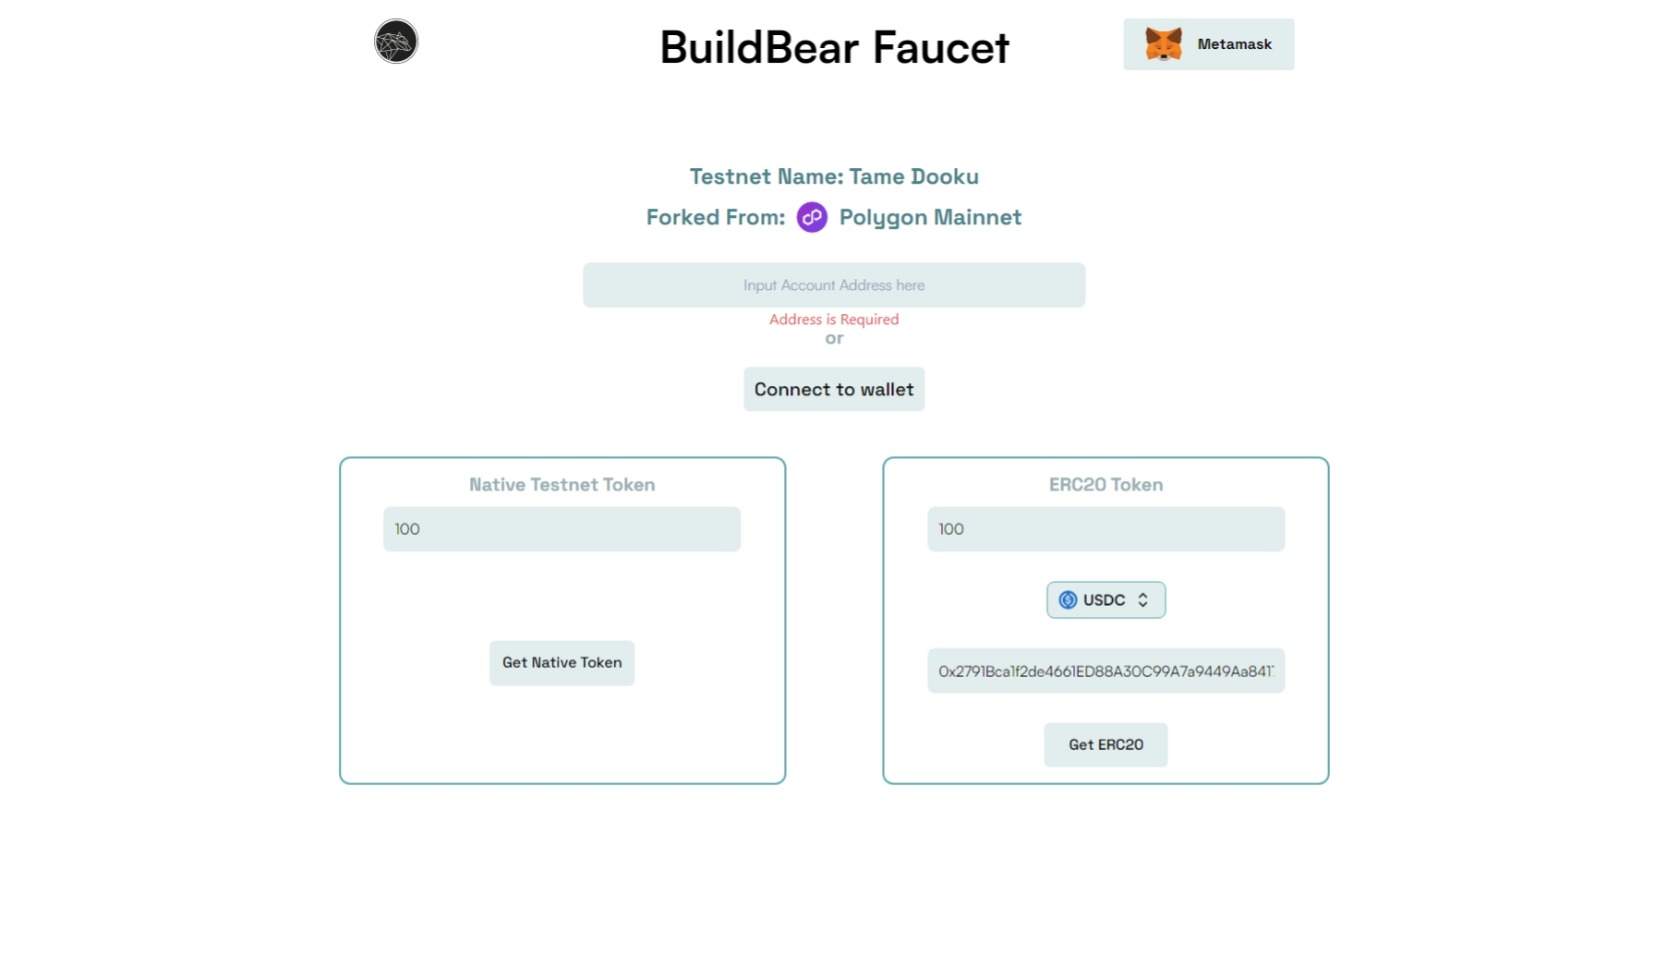 BuildBear Faucet
Metamask
Testnet Name: Tame Dooku
Forked From: Polygon Mainnet
Input Account Address here
Address is Required
or
Connect to wallet
Native Testnet Token
100
Get Native Token
ERC20 Token
100
USDC
0x2791Bca1f2de4661ED88A30C99A7a9449Aa841
Get ERC20